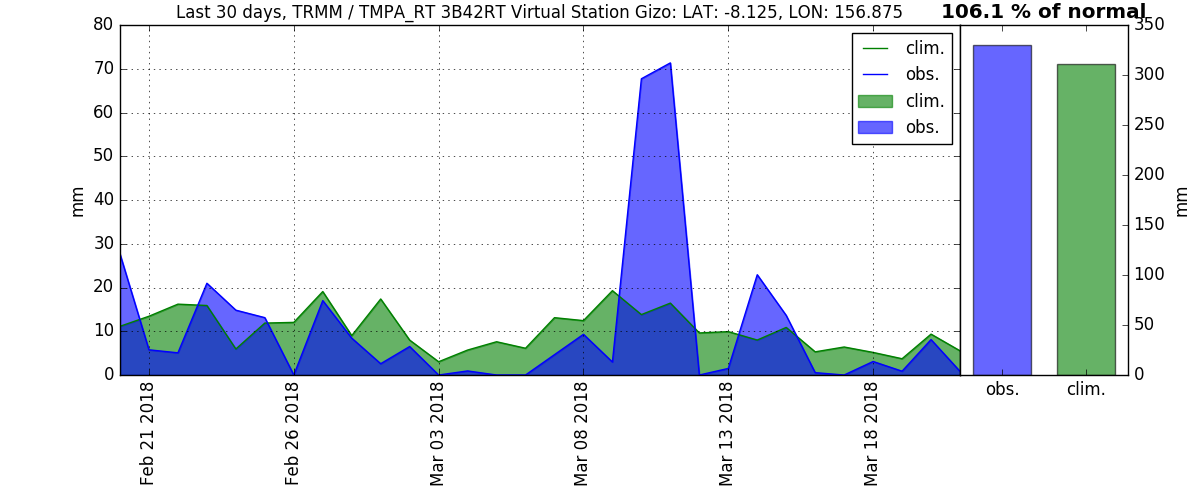 Last 30 days, TRMM / TMPA_RT 3B42RT Virtual Station Gizo: LAT: -8.125, LON: 156.875
106.1 % of normal
80
70
60
50
40
30
20
10
0
mm
clim.
obs.
clim.
obs.
350
300
250
200
150
100
50
0
mm
obs.
clim.
Feb 21 2018
Feb 26 2018
Mar 03 2018
Mar 08 2018
Mar 13 2018
Mar 18 2018